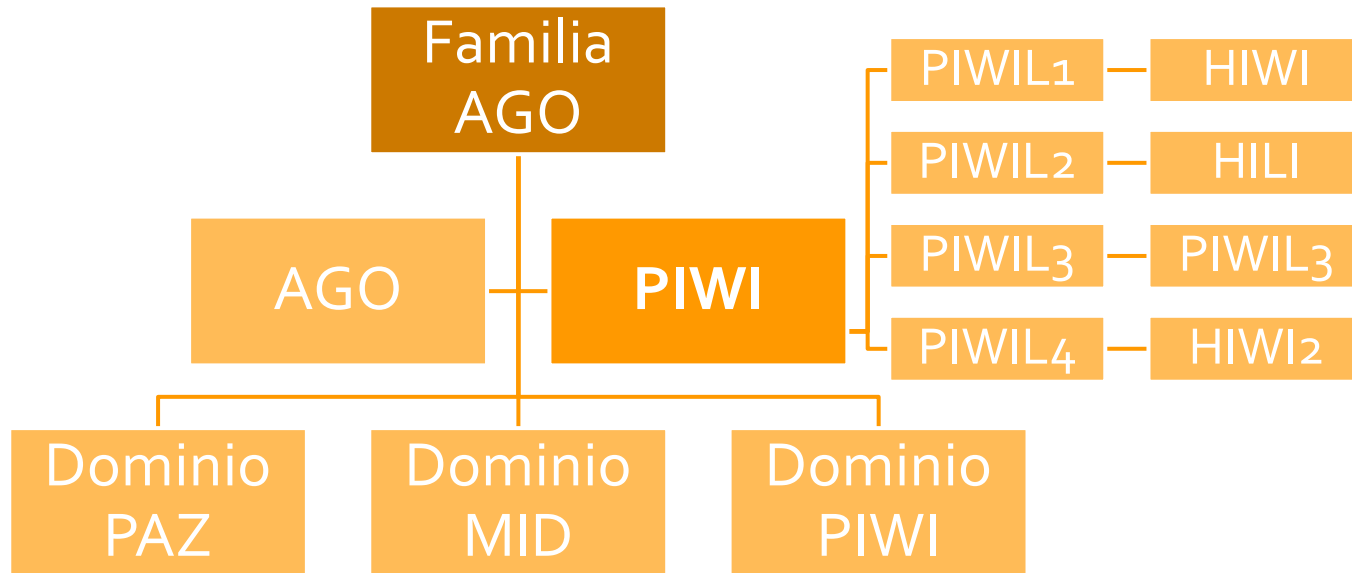 Familia
AGO
AGO
PIWI
PIWIL1
HIWI
PIWIL2
HILI
PIWIL3
PIWIL3
PIWIL4
HIWI2
Dominio
PAZ
Dominio
MID
Dominio
PIWI